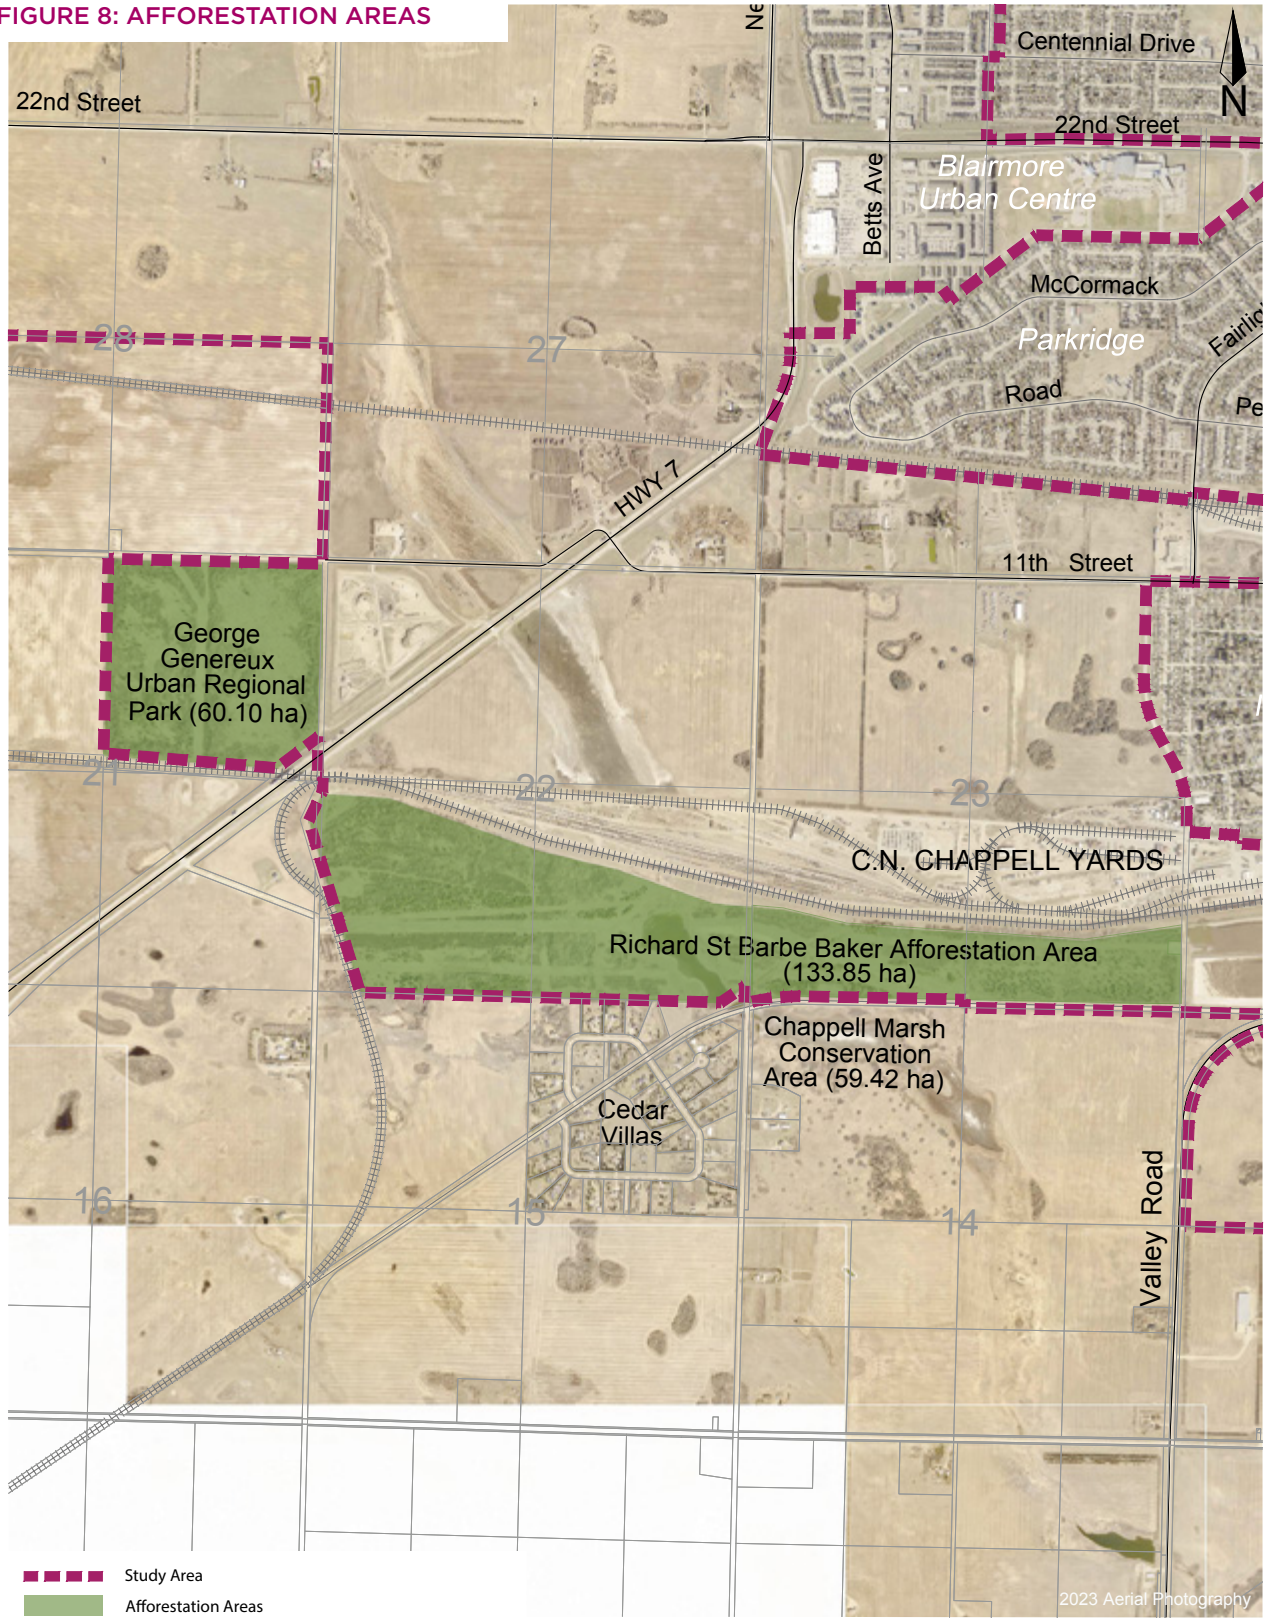 FIGURE 8: AFFORESTATION AREAS
Centennial Drive
N
22nd Street
22nd Street
Betts Ave
Blairmore
Urban Centre
McCormack
28
27
Parkridge
Road
HWY 7
11th Street
George
Genereux
Urban Regional
Park (60.10 ha)
21
22
23
C.N. CHAPPELL YARDS
Richard St Barbe Baker Afforestation Area
(133.85 ha)
Chappell Marsh
Conservation
Area (59.42 ha)
Cedar
Villas
16
15
14
Valley Road
Study Area
Afforestation Areas
2023 Aerial Photography